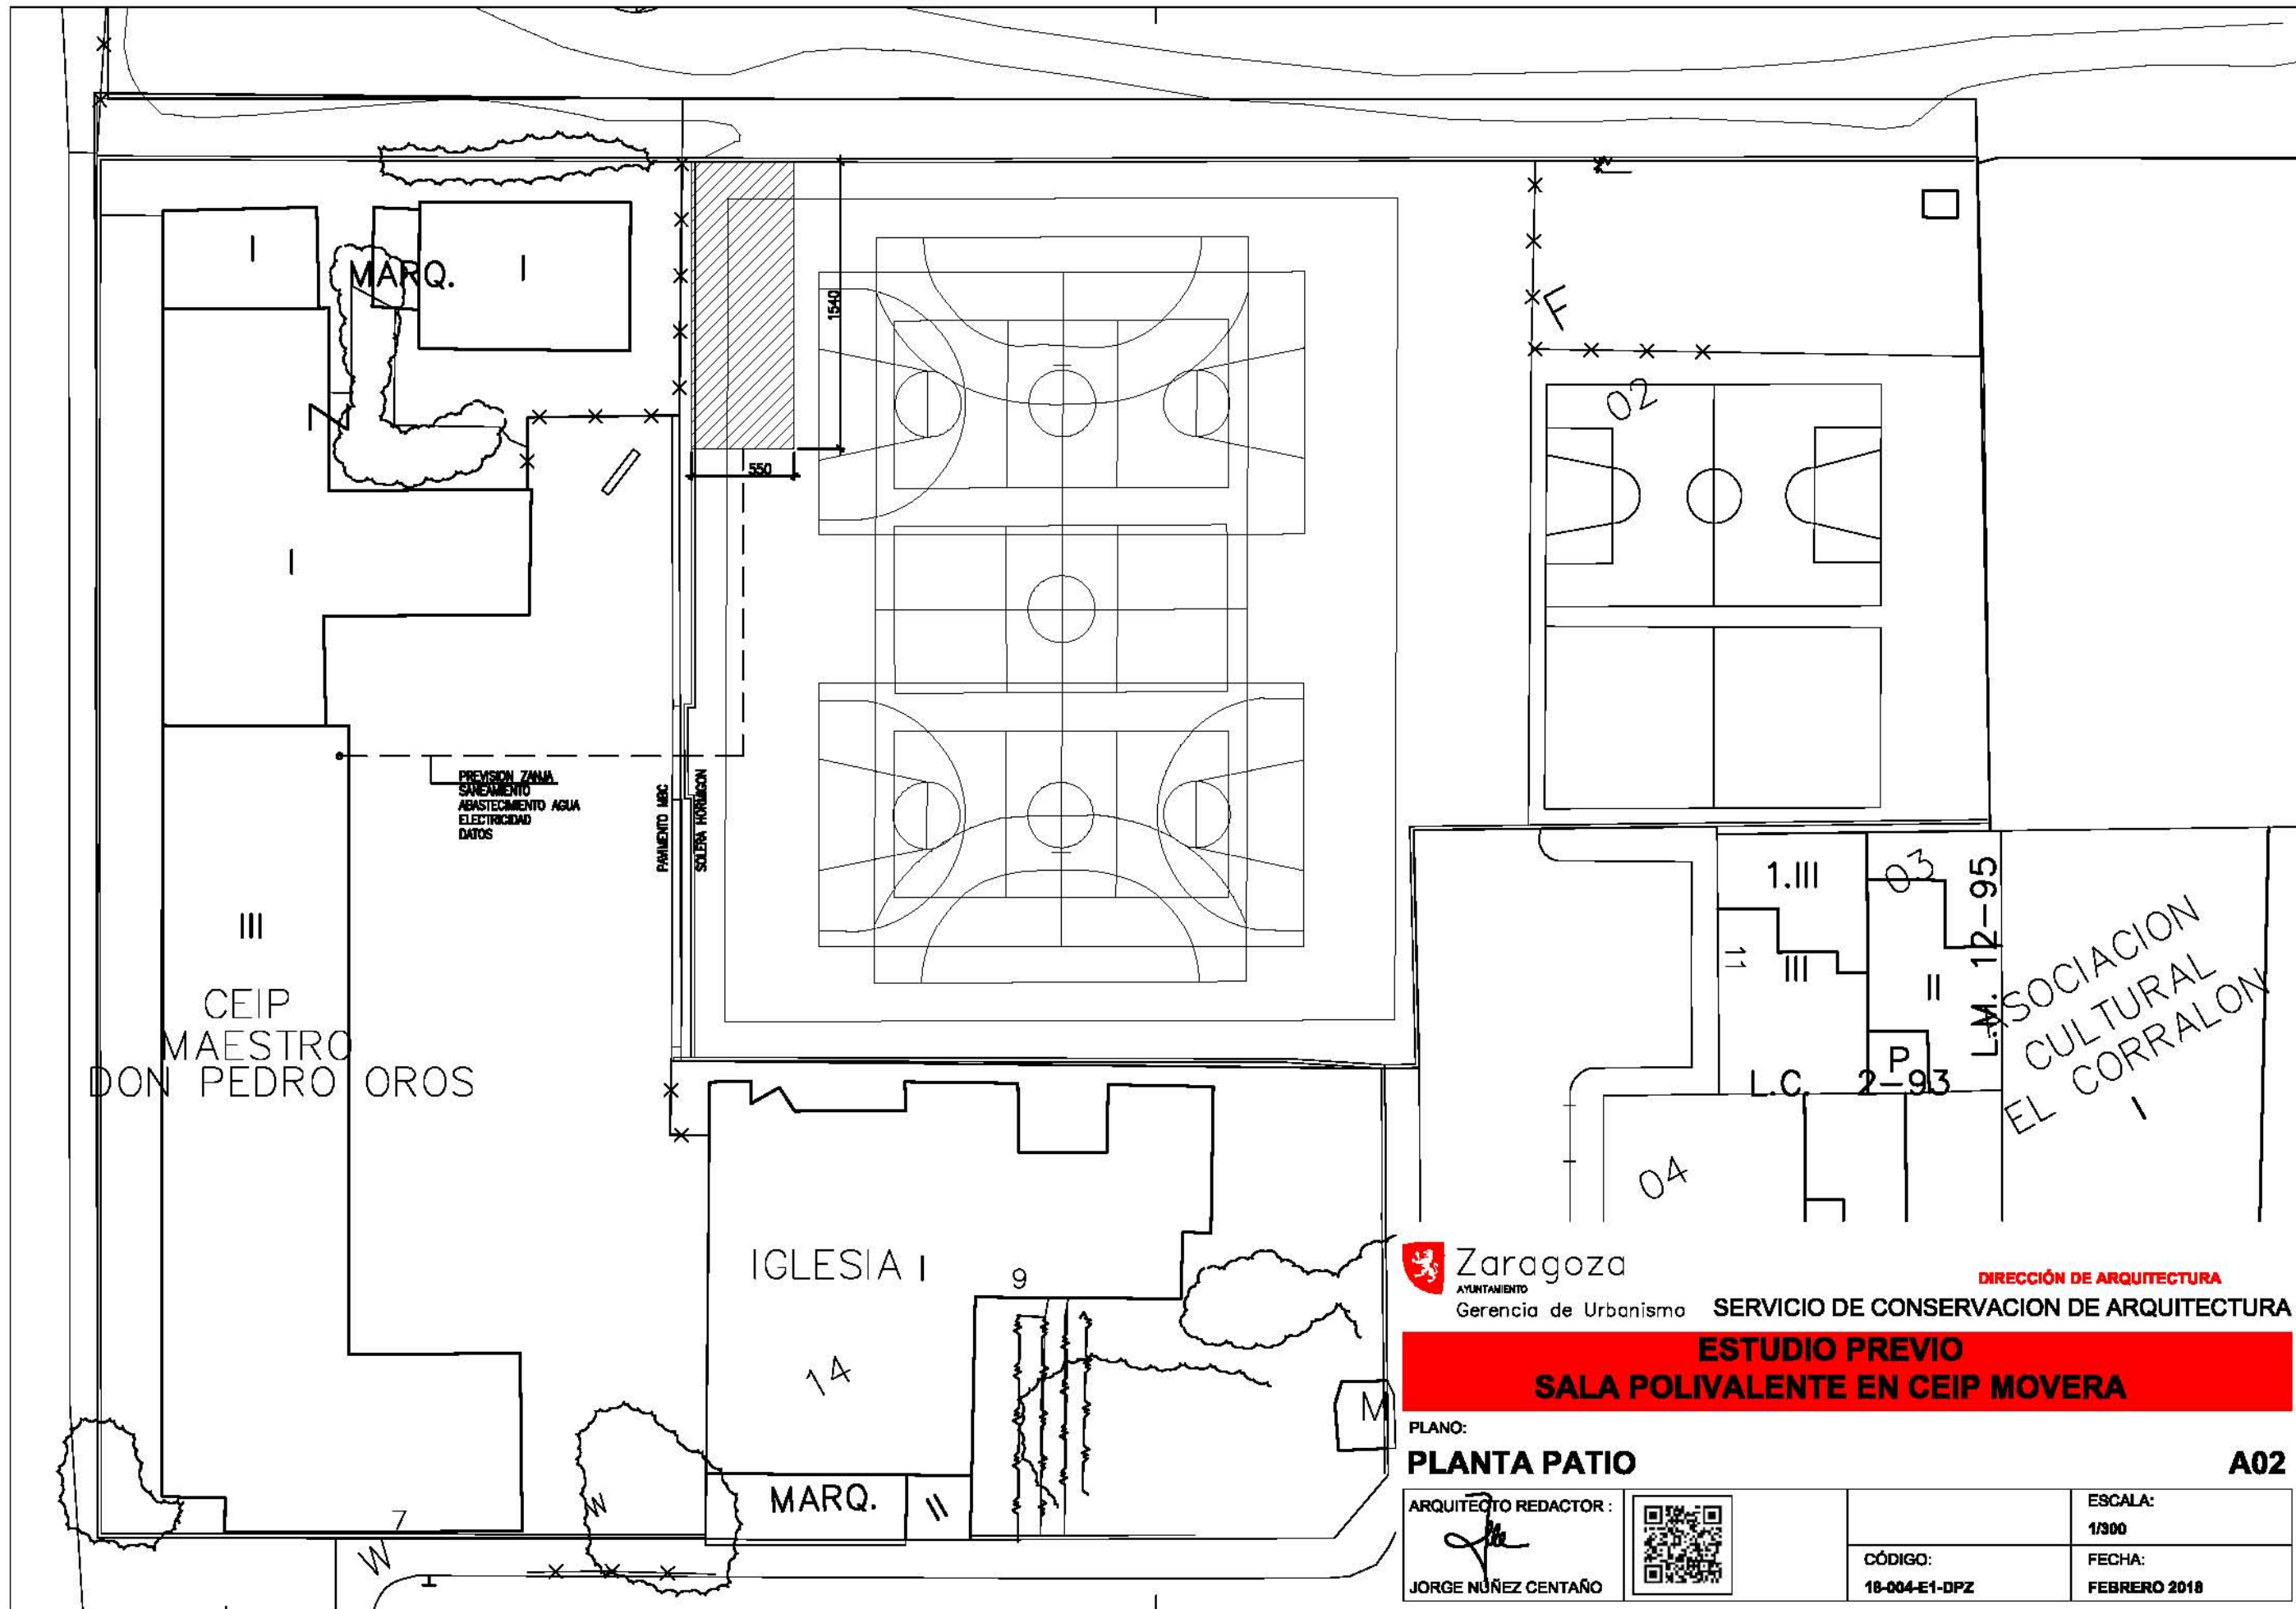 I
MARQ.
I
Z
I
1540
550
F
02
PREVISION ZANJA
SANEAMIENTO
ABASTECIMIENTO AGUA
ELECTRICIDAD
DATOS
PAVIMENTO MBC
SOLERA HORMIGON
III
CEIP
MAESTRO
DON PEDRO OROS
1.III
03
L.M. 12-95
11
III
II
P
L.C. 2-93
ASOCIACION
CULTURAL
EL CORRALON
I
04
IGLESIA I
9
14
M
MARQ.
II
7
W
W
Zaragoza
AYUNTAMIENTO
Gerencia de Urbanismo
DIRECCIÓN DE ARQUITECTURA
SERVICIO DE CONSERVACION DE ARQUITECTURA
ESTUDIO PREVIO
SALA POLIVALENTE EN CEIP MOVERA
PLANO:
PLANTA PATIO
A02
ARQUITECTO REDACTOR :
JORGE NÚÑEZ CENTAÑO
ESCALA:
1/300
CÓDIGO:
18-004-E1-DPZ
FECHA:
FEBRERO 2018